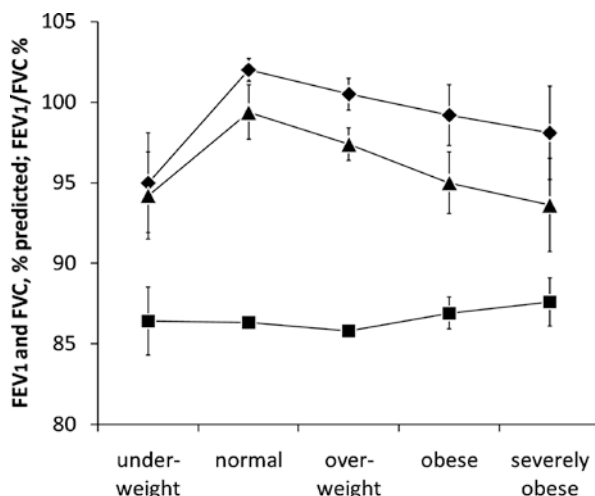 FEV1 and FVC, % predicted; FEV1/FVC %
105
100
95
90
85
80
under-
weight
normal
over-
weight
obese
severely
obese